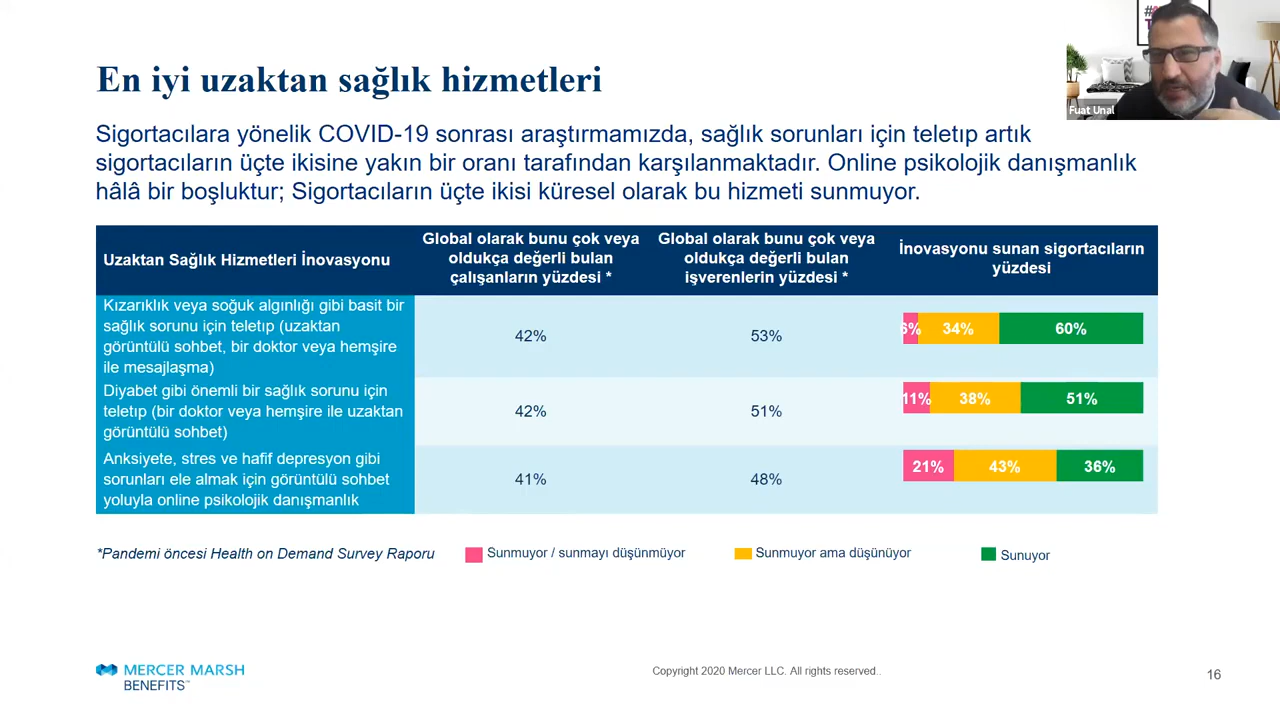 En iyi uzaktan sağlık hizmetleri
Fuat Unal
Sigortacılara yönelik COVID-19 sonrası araştırmamızda, sağlık sorunları için teletıp artık
sigortacıların üçte ikisine yakın bir oranı tarafından karşılanmaktadır. Online psikolojik danışmanlık
hâlâ bir boşluktur; Sigortacıların üçte ikisi küresel olarak bu hizmeti sunmuyor.
Uzaktan Sağlık Hizmetleri İnovasyonu
Global olarak bunu çok veya
oldukça değerli bulan
çalışanların yüzdesi *
Global olarak bunu çok veya
oldukça değerli bulan
işverenlerin yüzdesi *
İnovasyonu sunan sigortacıların
yüzdesi
Kızarıklık veya soğuk algınlığı gibi basit bir
sağlık sorunu için teletıp (uzaktan
görüntülü sohbet, bir doktor veya hemşire
ile mesajlaşma)
42%
53%
6% 34% 60%
Diyabet gibi önemli bir sağlık sorunu için
teletıp (bir doktor veya hemşire ile uzaktan
görüntülü sohbet)
42%
51%
11% 38% 51%
Anksiyete, stres ve hafif depresyon gibi
sorunları ele almak için görüntülü sohbet
yoluyla online psikolojik danışmanlık
41%
48%
21% 43% 36%
*Pandemi öncesi Health on Demand Survey Raporu
Sunmuyor / sunmayı düşünmüyor
Sunmuyor ama düşünüyor
Sunuyor
MERCER MARSH
BENEFITS™
Copyright 2020 Mercer LLC. All rights reserved..
16